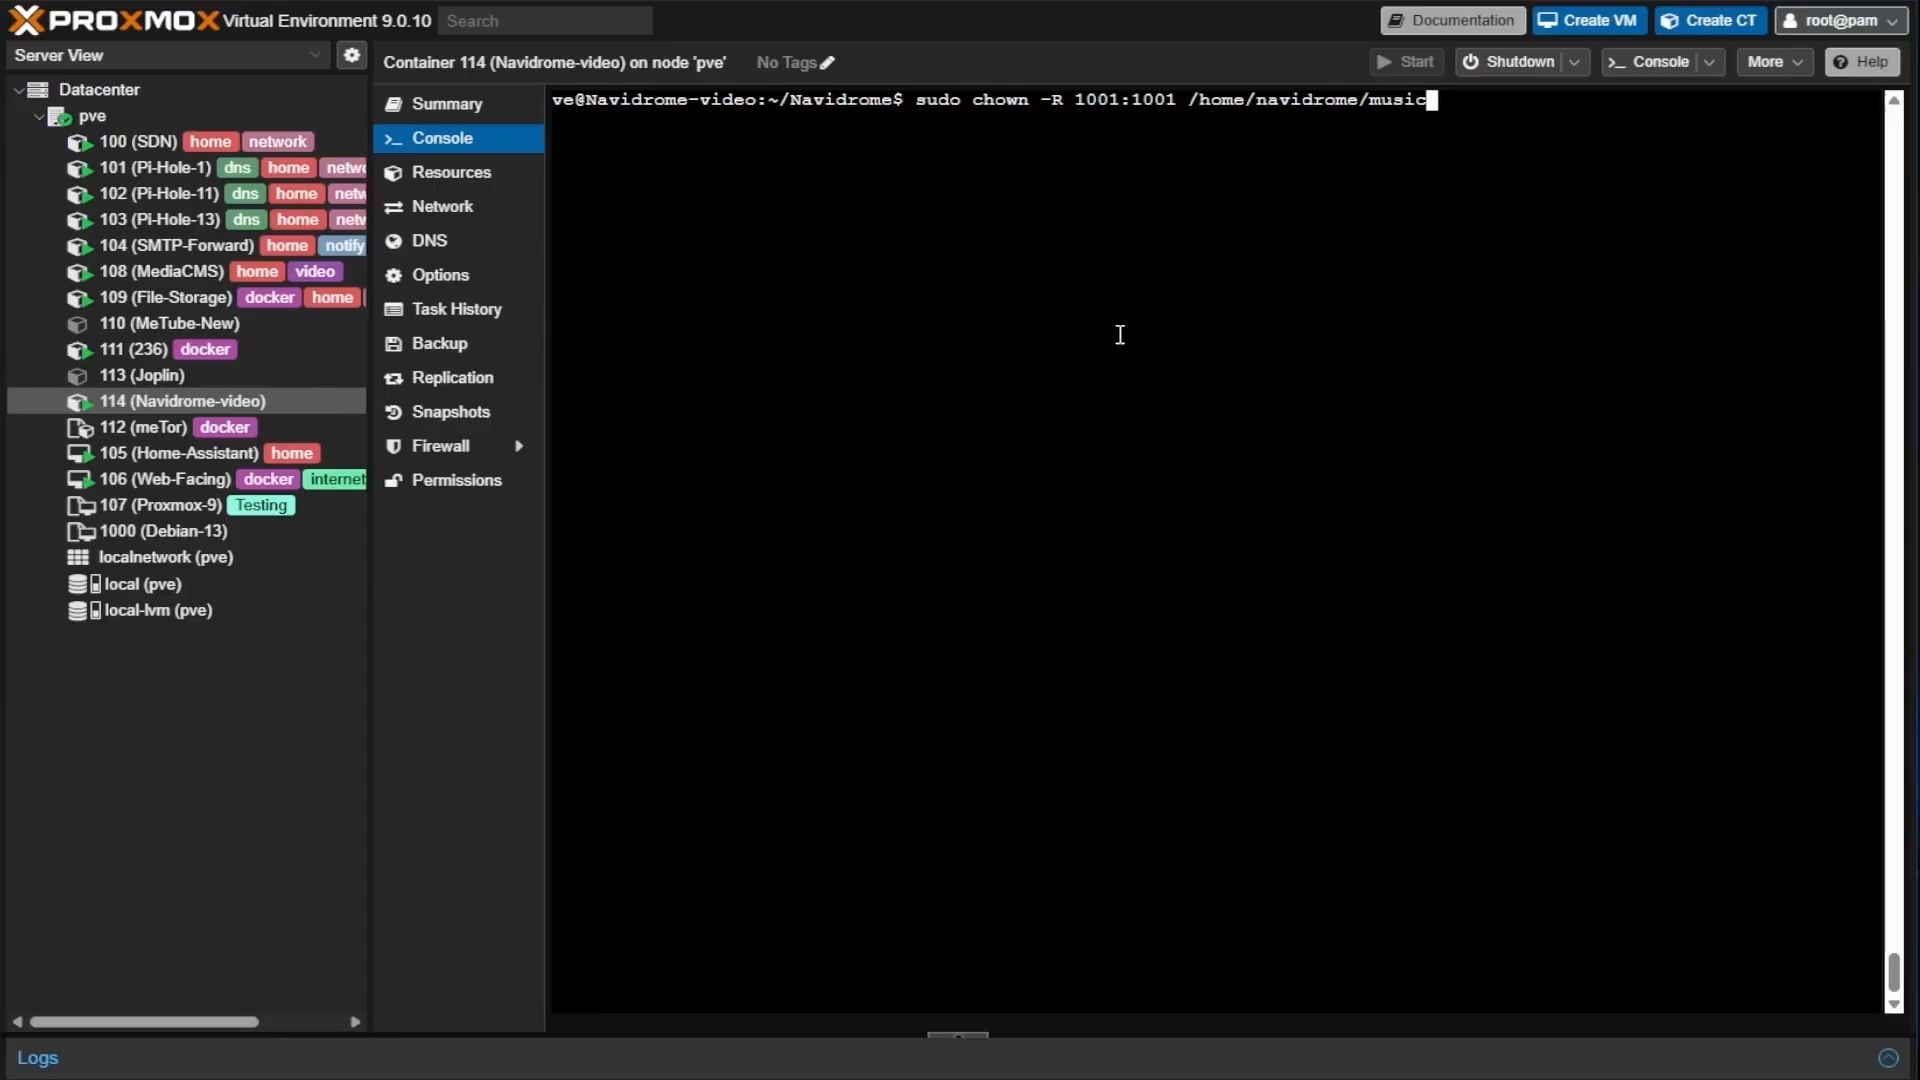 PROXMOX Virtual Environment 9.0.10 Search Documentation Create VM Create CT root@pam
Server View
Container 114 (Navidrome-video) on node 'pve' No Tags Start Shutdown Console More Help
Datacenter
pve
100 (SDN) home network
101 (Pi-Hole-1) dns home netwo
102 (Pi-Hole-11) dns home netw
103 (Pi-Hole-13) dns home netw
104 (SMTP-Forward) home notify
108 (MediaCMS) home video
109 (File-Storage) docker home
110 (MeTube-New)
111 (236) docker
113 (Joplin)
114 (Navidrome-video)
112 (meTor) docker
105 (Home-Assistant) home
106 (Web-Facing) docker internet
107 (Proxmox-9) Testing
1000 (Debian-13)
localnetwork (pve)
local (pve)
local-lvm (pve)
Summary
Console
Resources
Network
DNS
Options
Task History
Backup
Replication
Snapshots
Firewall
Permissions
ve@Navidrome-video:~/Navidrome$ sudo chown -R 1001:1001 /home/navidrome/music
Logs